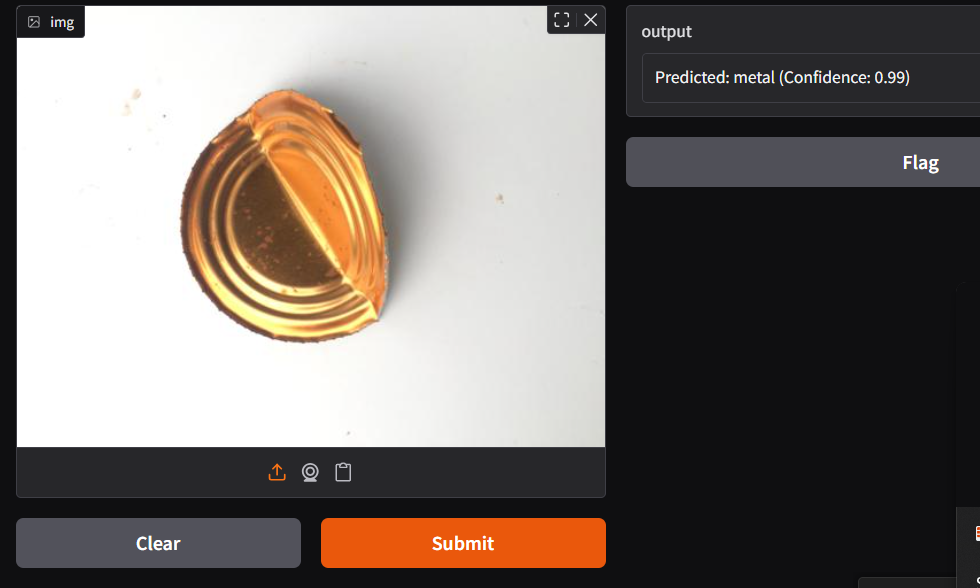 img
output
Predicted: metal (Confidence: 0.99)
Flag
Clear
Submit